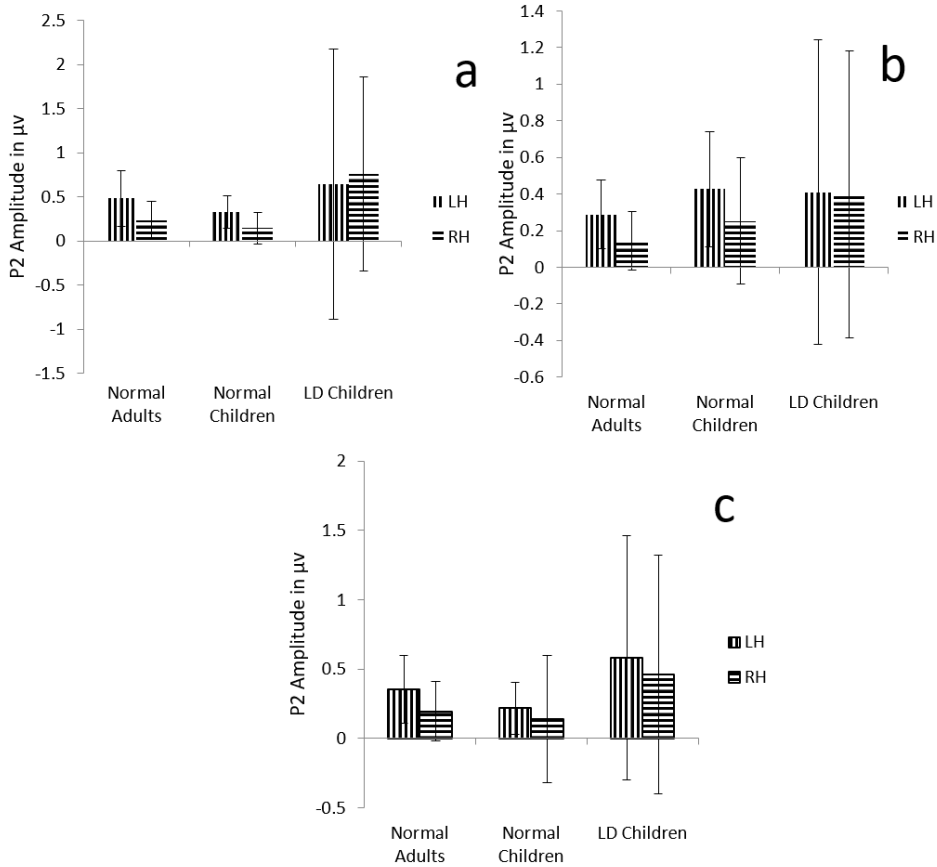 a
P2 Amplitude in µv
2.5
2
1.5
1
0.5
0
-0.5
-1
-1.5
Normal
Adults
Normal
Children
LD Children
LH
RH
b
P2 Amplitude in µv
1.4
1.2
1
0.8
0.6
0.4
0.2
0
-0.2
-0.4
-0.6
Normal
Adults
Normal
Children
LD Children
LH
RH
c
P2 Amplitude in µv
2
1.5
1
0.5
0
-0.5
Normal
Adults
Normal
Children
LD Children
LH
RH